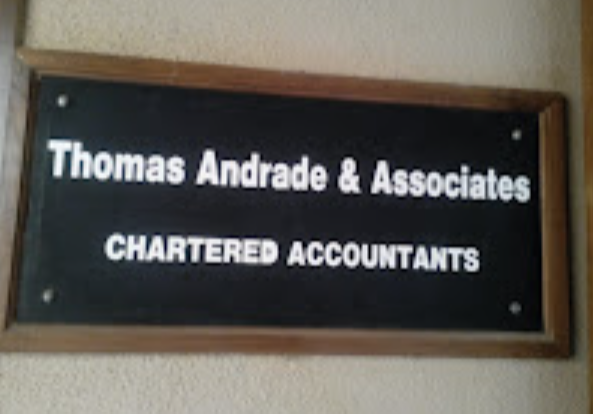 Thomas Andrade & Associates
CHARTERED ACCOUNTANTS